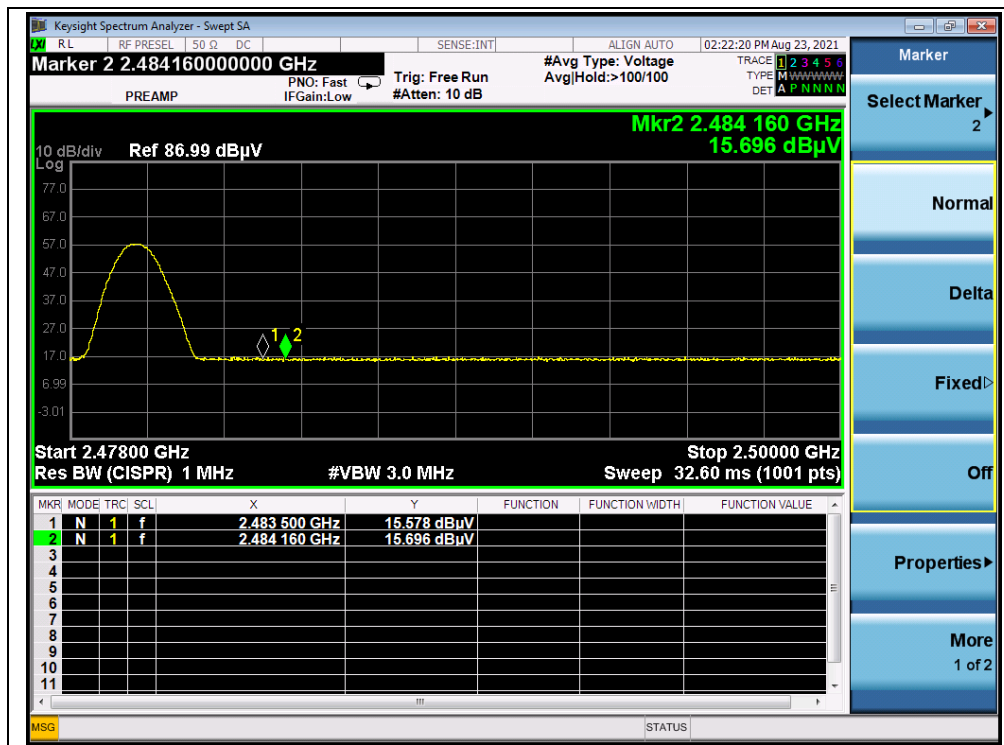 Keysight Spectrum Analyzer - Swept SA
LXI RL RF PRESEL 50 Ω DC SENSE:INT ALIGN AUTO 02:22:20 PM Aug 23, 2021
Marker 2 2.484160000000 GHz
PREAMP
PNO: Fast
IFGain:Low
Trig: Free Run
#Atten: 10 dB
#Avg Type: Voltage
Avg|Hold:>100/100
TRACE 1 2 3 4 5 6
TYPE M WWWWW
DET A P N N N N
Mkr2 2.484 160 GHz
15.696 dBµV
10 dB/div Ref 86.99 dBµV
Log
77.0
67.0
57.0
47.0
37.0
27.0
17.0
6.99
-3.01
1 2
Start 2.47800 GHz Stop 2.50000 GHz
Res BW (CISPR) 1 MHz #VBW 3.0 MHz Sweep 32.60 ms (1001 pts)
MKR MODE TRC SCL X Y FUNCTION FUNCTION WIDTH FUNCTION VALUE
1 N 1 f 2.483 500 GHz 15.578 dBµV
2 N 1 f 2.484 160 GHz 15.696 dBµV
3
4
5
6
7
8
9
10
11
MSG STATUS
Marker
Select Marker
2
Normal
Delta
Fixed
Off
Properties
More
1 of 2